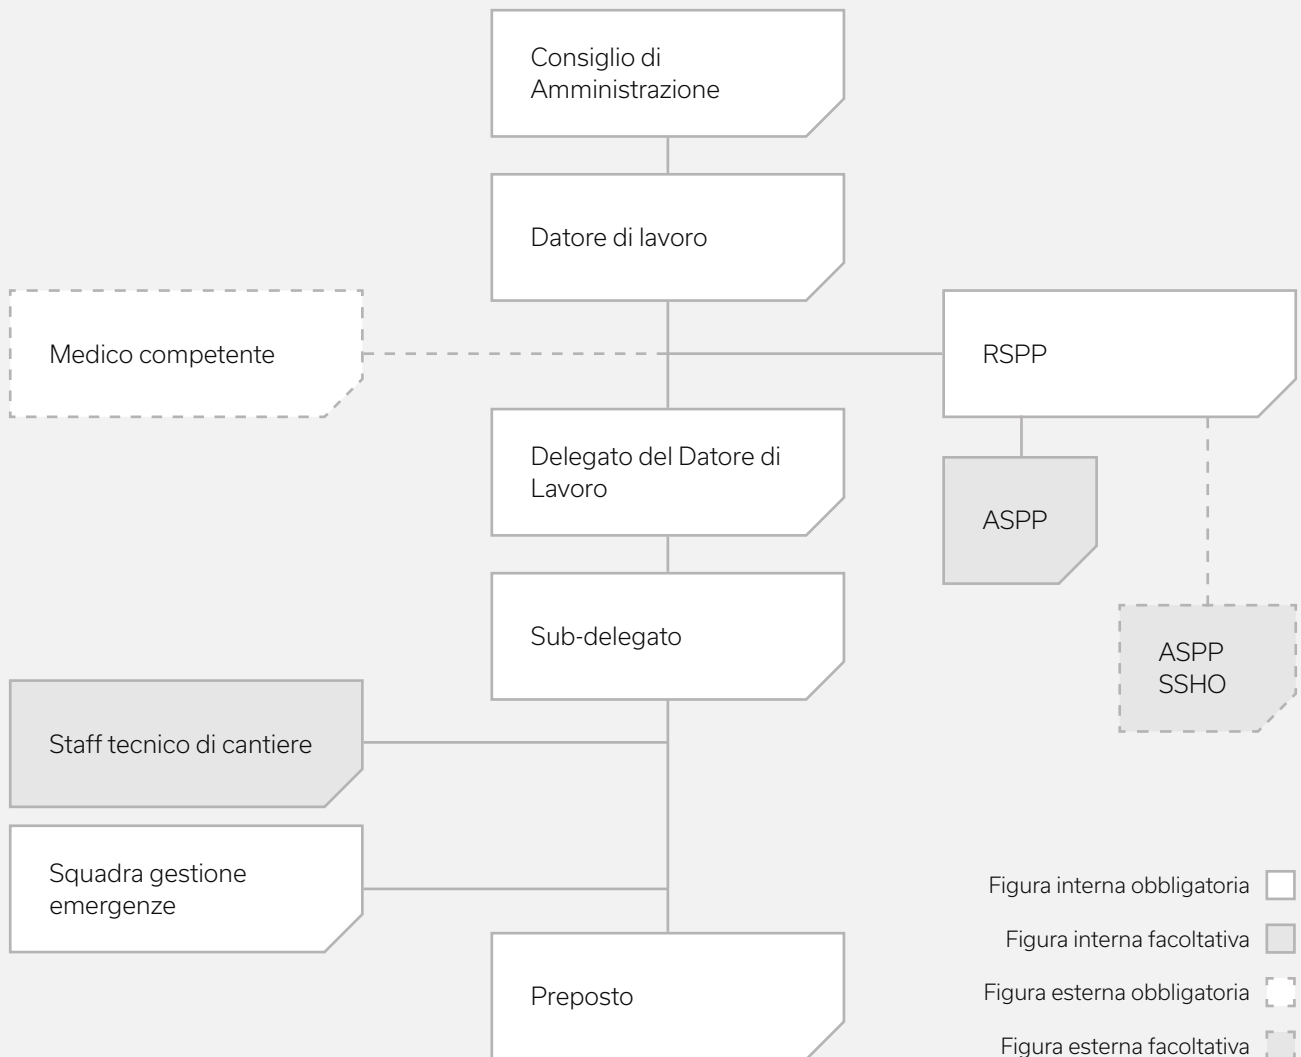 Consiglio di
Amministrazione
Datore di lavoro
Medico competente
RSPP
Delegato del Datore di
Lavoro
ASPP
Sub-delegato
ASPP
SSHO
Staff tecnico di cantiere
Squadra gestione
emergenze
Preposto
Figura interna obbligatoria
Figura interna facoltativa
Figura esterna obbligatoria
Figura esterna facoltativa